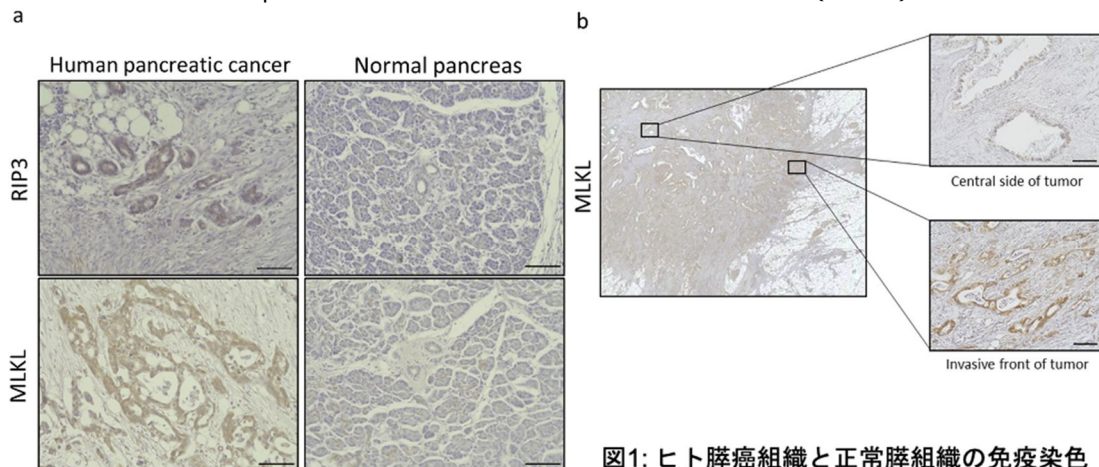 a
Human pancreatic cancer
Normal pancreas
RIP3
MLKL
b
MLKL
Central side of tumor
Invasive front of tumor
図1: ヒト膵癌組織と正常膵組織の免疫染色